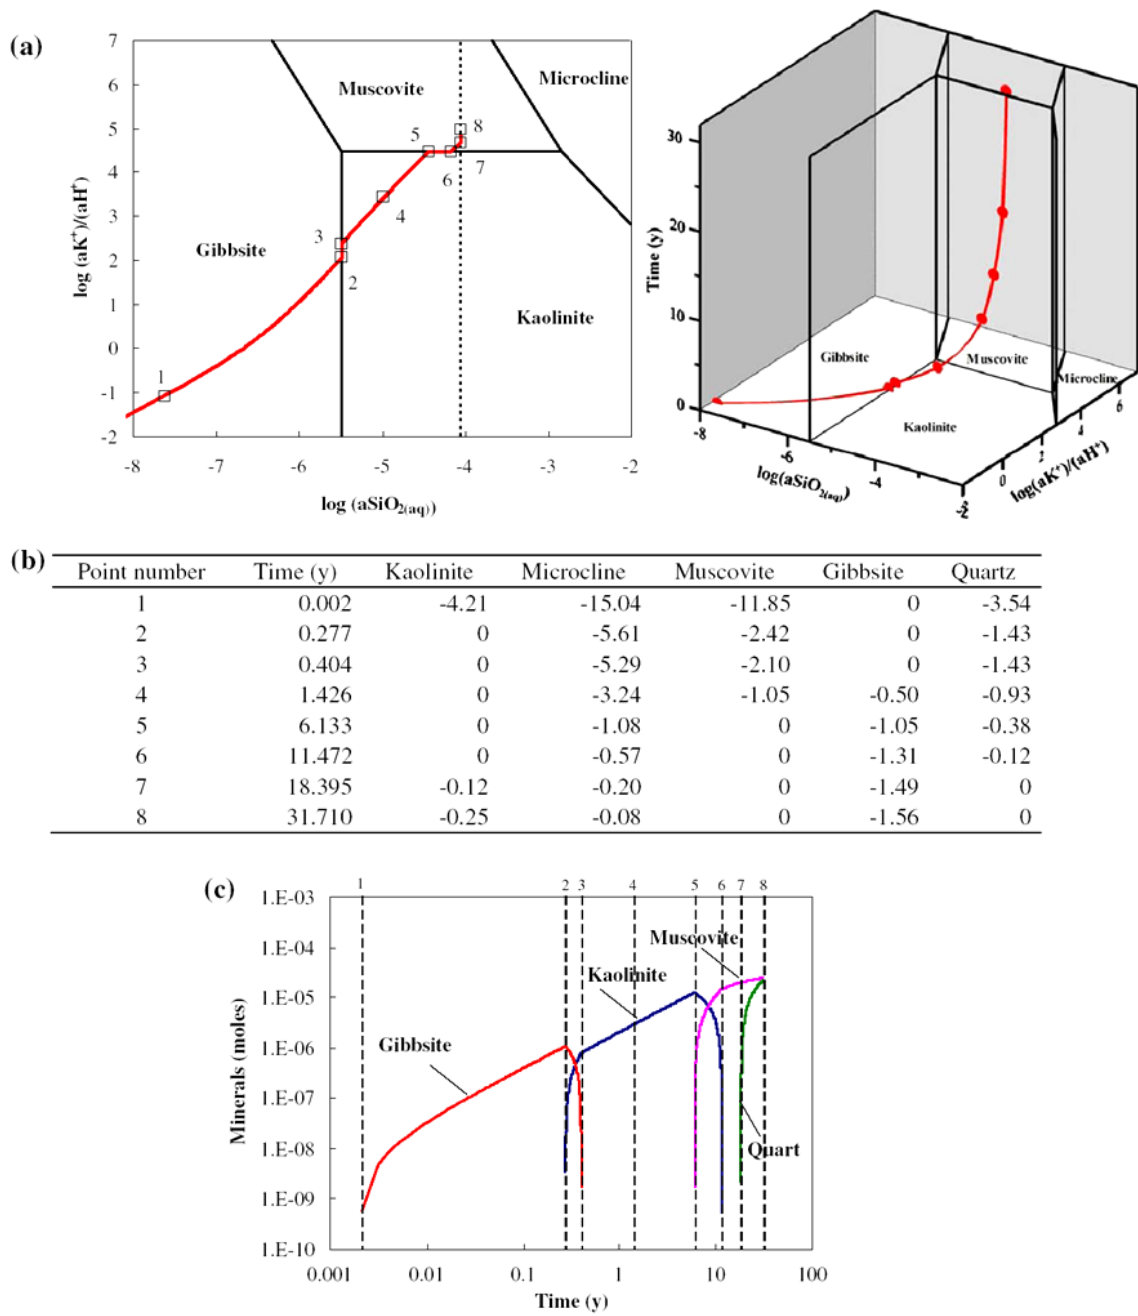 (a)
7
6
5
4
3
2
1
0
-1
-2
log (aK⁺)/(aH⁺)
-8 -7 -6 -5 -4 -3 -2
log (aSiO₂(aq))
Muscovite
Microcline
Gibbsite
Kaolinite
1
2
3
4
5
6
7
8
30
20
10
0
Time (y)
Gibbsite
Muscovite
Microcline
Kaolinite
-8
-6
-4
-2
log(aSiO₂(aq))
-2
0
2
4
6
log(aK⁺)/(aH⁺)
(b)
Point number Time (y) Kaolinite Microcline Muscovite Gibbsite Quartz
1 0.002 -4.21 -15.04 -11.85 0 -3.54
2 0.277 0 -5.61 -2.42 0 -1.43
3 0.404 0 -5.29 -2.10 0 -1.43
4 1.426 0 -3.24 -1.05 -0.50 -0.93
5 6.133 0 -1.08 0 -1.05 -0.38
6 11.472 0 -0.57 0 -1.31 -0.12
7 18.395 -0.12 -0.20 0 -1.49 0
8 31.710 -0.25 -0.08 0 -1.56 0
(c)
1 2 3 4 5 6 7 8
1.E-03
1.E-04
1.E-05
1.E-06
1.E-07
1.E-08
1.E-09
1.E-10
Minerals (moles)
Muscovite
Kaolinite
Gibbsite
Quart
0.001 0.01 0.1 1 10 100
Time (y)